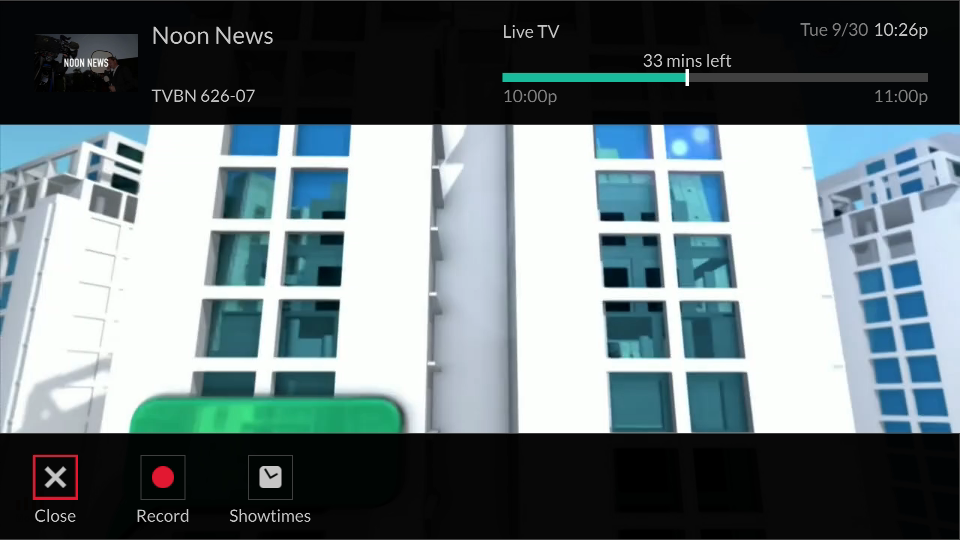 NOON NEWS
Noon News
TVBN 626-07
Live TV
Tue 9/30 10:26p
33 mins left
10:00p
11:00p
Close
Record
Showtimes